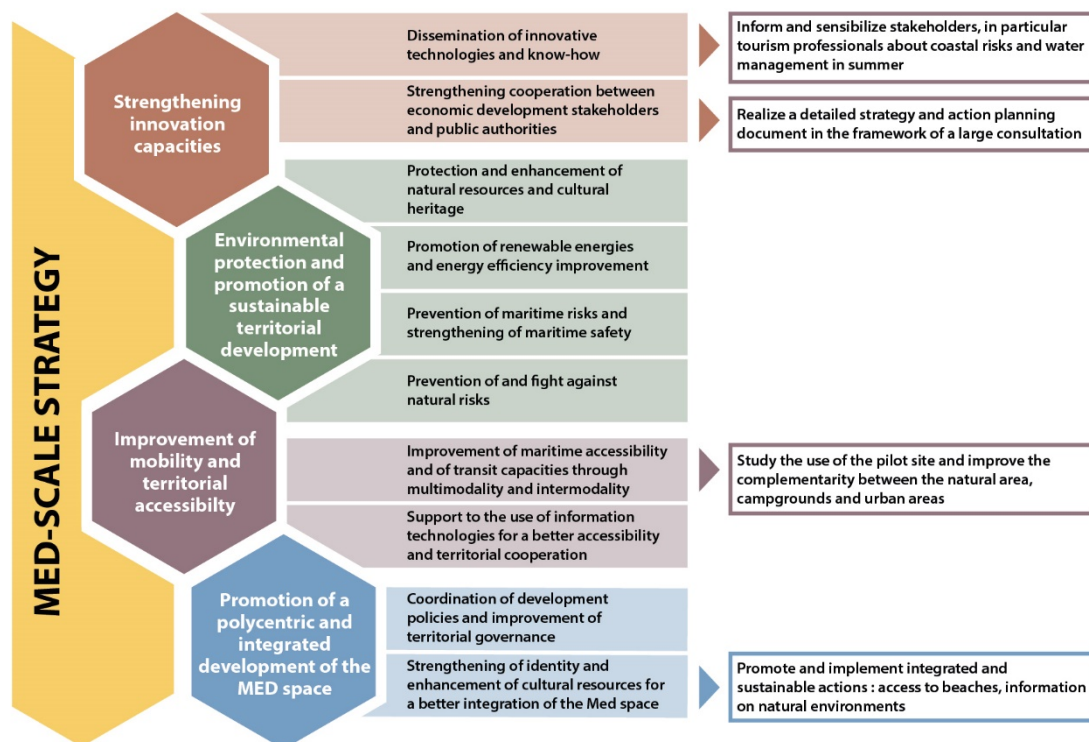 MED-SCALE STRATEGY
Strengthening
innovation
capacities
Dissemination of innovative
technologies and know-how
Inform and sensibilize stakeholders, in particular
tourism professionals about coastal risks and water
management in summer
Strengthening cooperation between
economic development stakeholders
and public authorities
Realize a detailed strategy and action planning
document in the framework of a large consultation
Environmental
protection and
promotion of a
sustainable
territorial
development
Protection and enhancement of
natural resources and cultural
heritage
Promotion of renewable energies
and energy efficiency improvement
Prevention of maritime risks and
strengthening of maritime safety
Prevention of and fight against
natural risks
Improvement of
mobility and
territorial
accessibilty
Improvement of maritime accessibility
and of transit capacities through
multimodality and intermodality
Study the use of the pilot site and improve the
complementarity between the natural area,
campgrounds and urban areas
Support to the use of information
technologies for a better accessibility
and territorial cooperation
Promotion of a
polycentric and
integrated
development of the
MED space
Coordination of development
policies and improvement of
territorial governance
Strengthening of identity and
enhancement of cultural resources for
a better integration of the Med space
Promote and implement integrated and
sustainable actions : access to beaches, information
on natural environments